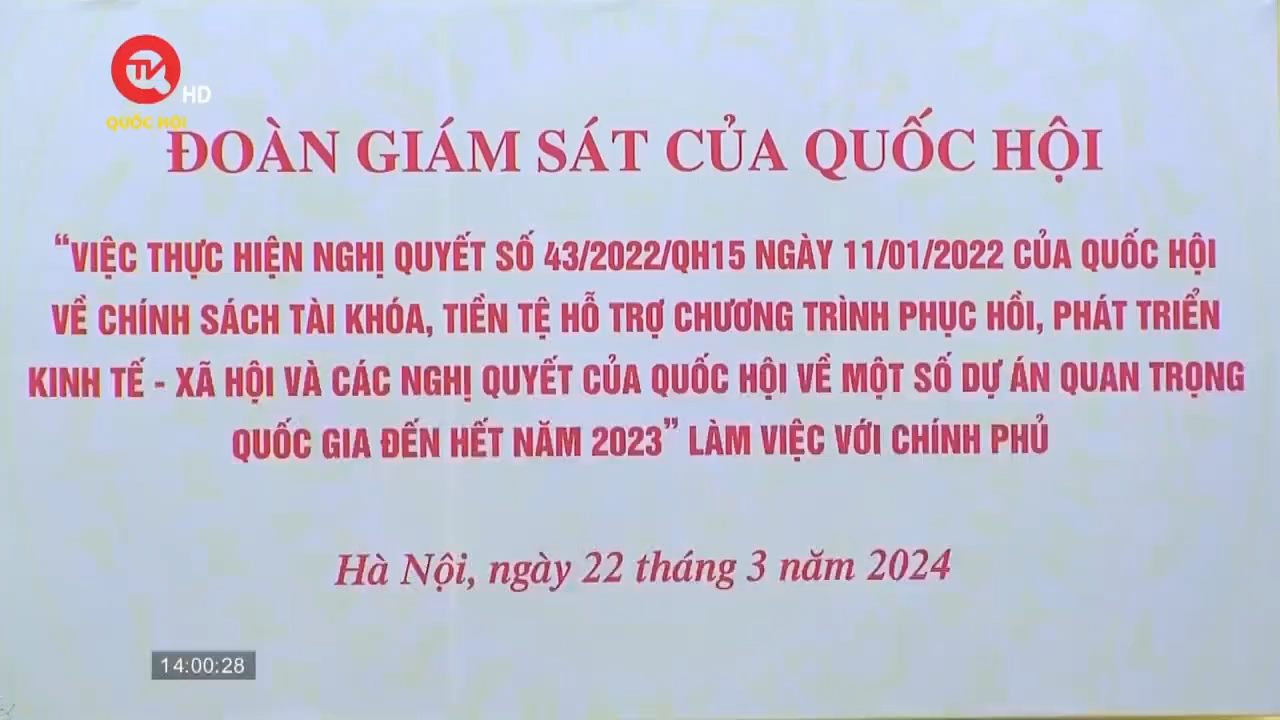 TV HD
QUỐC HỘI
ĐOÀN GIÁM SÁT CỦA QUỐC HỘI
“VIỆC THỰC HIỆN NGHỊ QUYẾT SỐ 43/2022/QH15 NGÀY 11/01/2022 CỦA QUỐC HỘI
VỀ CHÍNH SÁCH TÀI KHÓA, TIỀN TỆ HỖ TRỢ CHƯƠNG TRÌNH PHỤC HỒI, PHÁT TRIỂN
KINH TẾ - XÃ HỘI VÀ CÁC NGHỊ QUYẾT CỦA QUỐC HỘI VỀ MỘT SỐ DỰ ÁN QUAN TRỌNG
QUỐC GIA ĐẾN HẾT NĂM 2023” LÀM VIỆC VỚI CHÍNH PHỦ
Hà Nội, ngày 22 tháng 3 năm 2024
14:00:28